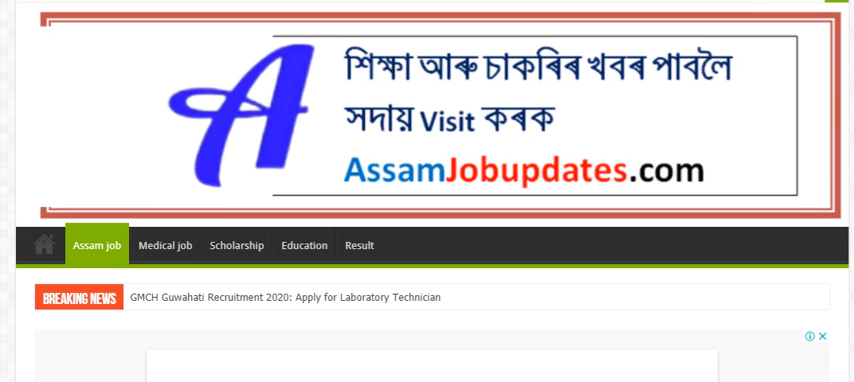 শিক্ষা আৰু চাকৰিৰ খবৰ পাবলৈ
সদায় Visit কৰক
AssamJobupdates.com
Assam job Medical job Scholarship Education Result
BREAKING NEWS GMCH Guwahati Recruitment 2020: Apply for Laboratory Technician